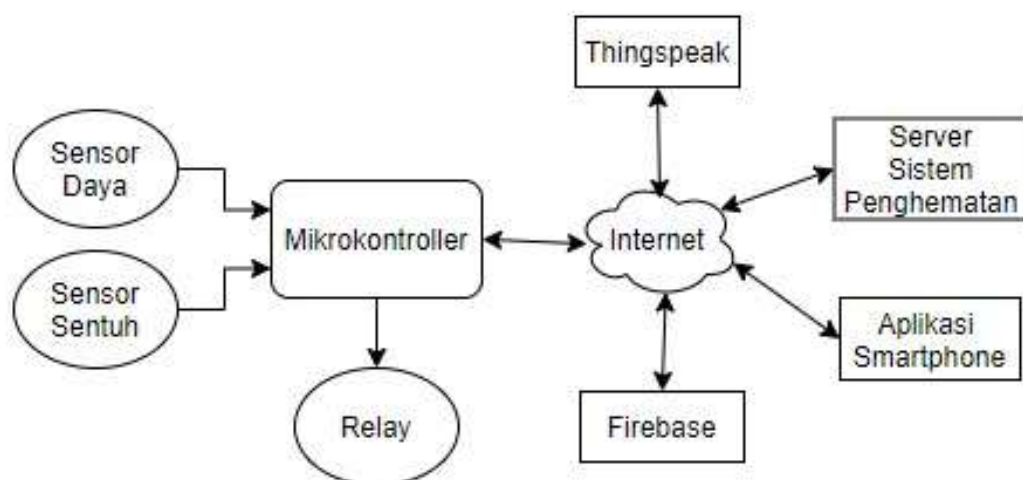 Thingspeak
Sensor
Daya
Server
Sistem
Penghematan
Mikrokontroller
Internet
Sensor
Sentuh
Aplikasi
Smartphone
Relay
Firebase